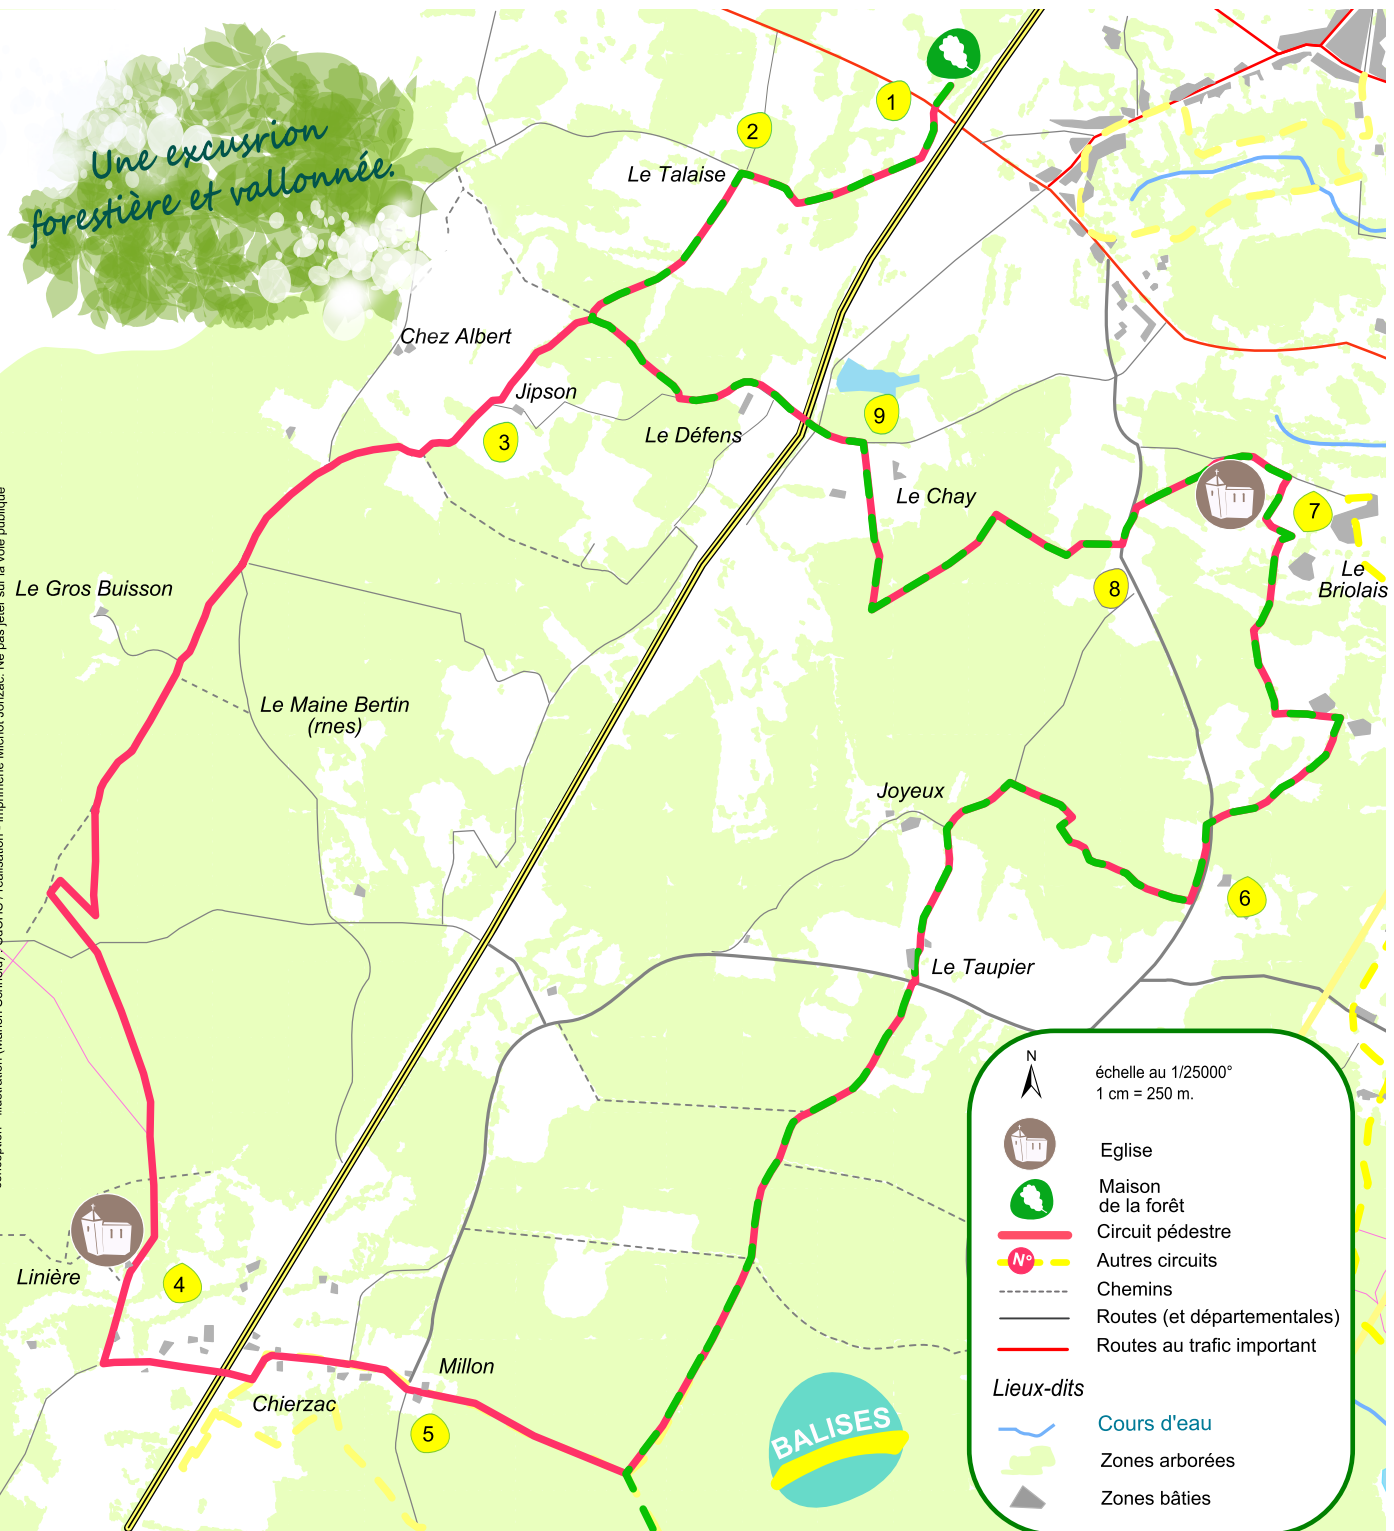 Une excusrion
forestière et vallonnée.
1
2
Le Talaise
Chez Albert
Jipson
3
Le Défens
9
Le Chay
7
Le
Briolais
8
Le Gros Buisson
Le Maine Bertin
(rnes)
Joyeux
6
Le Taupier
Linière
4
Chierzac
Millon
5
BALISES
N
échelle au 1/25000°
1 cm = 250 m.
Eglise
Maison
de la forêt
Circuit pédestre
N°
Autres circuits
Chemins
Routes (et départementales)
Routes au trafic important
Lieux-dits
Cours d'eau
Zones arborées
Zones bâties